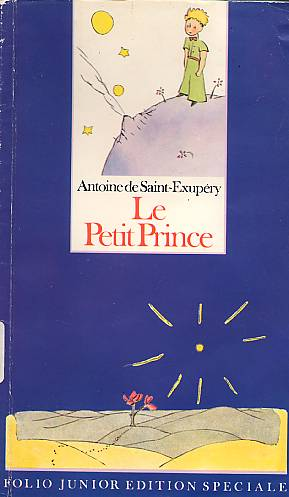 Antoine de Saint-Exupéry
Le
Petit Prince
FOLIO JUNIOR EDITION SPECIALE